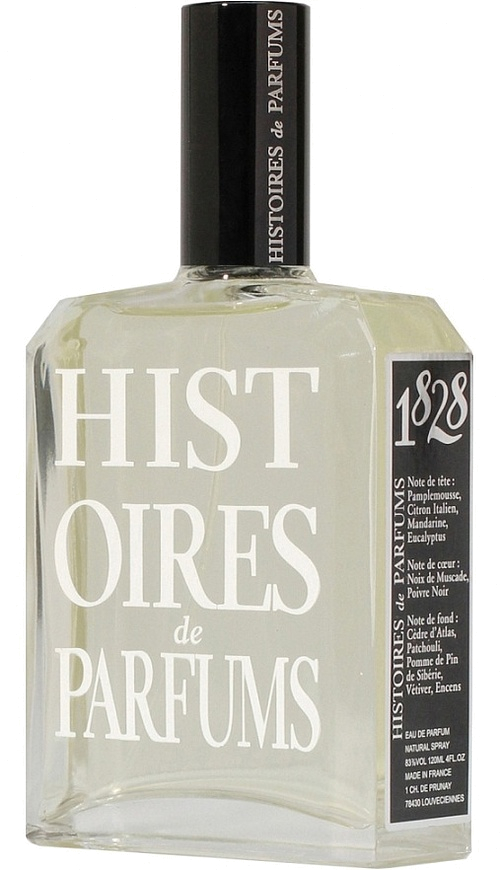 HISTOIRES de PARFUMS
HIST
OIRES
de
PARFUMS
1828
HISTOIRES de PARFUMS
Note de tête :
Pamplemousse,
Citron Italien,
Mandarine,
Eucalyptus
Note de cœur :
Noix de Muscade,
Poivre Noir
Note de fond :
Cèdre d'Atlas,
Patchouli,
Pomme de Pin
de Sibérie,
Vétiver, Encens
EAU DE PARFUM
NATURAL SPRAY
83%VOL 120ML 4FL.OZ
MADE IN FRANCE
1 CH. DE PRUNAY
78430 LOUVECIENNES